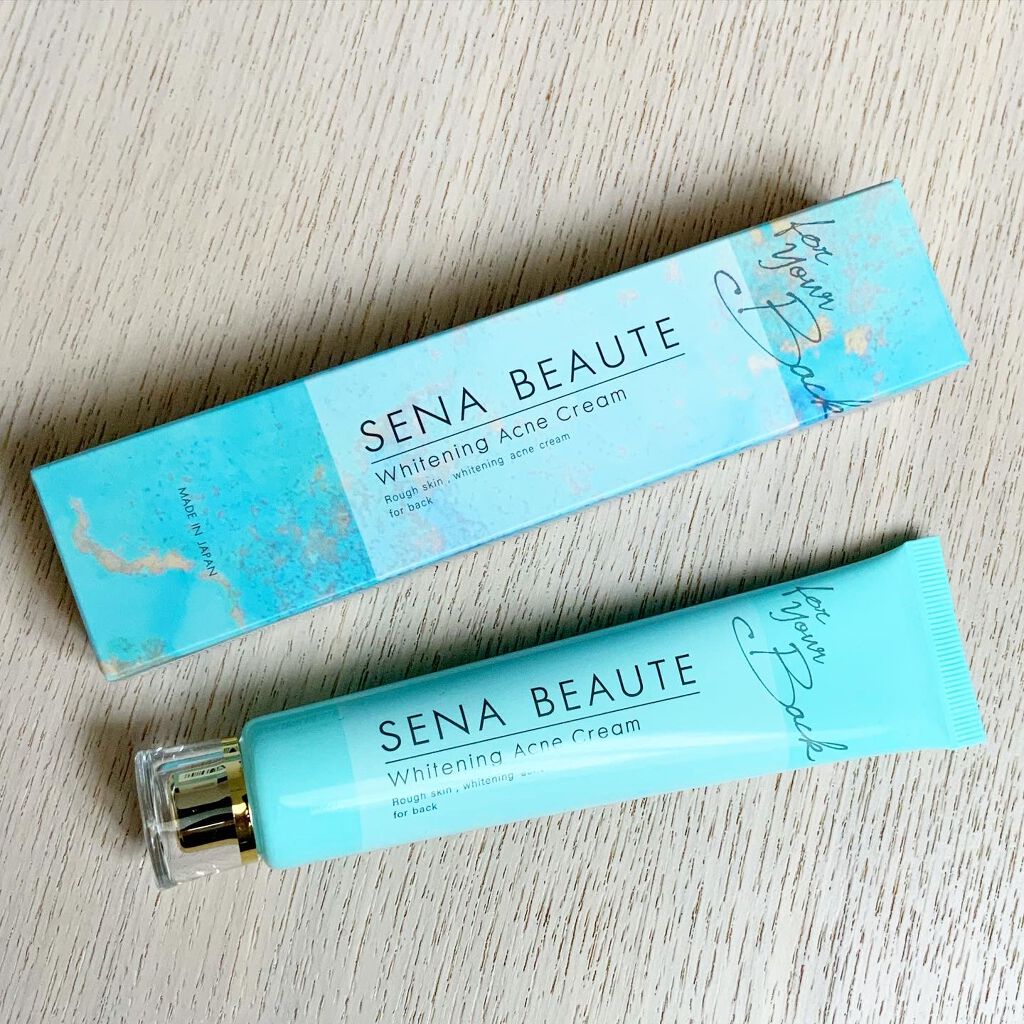 SENA BEAUTE
Whitening Acne Cream
Rough skin , whitening acne cream
for back
for
Your
Back
MADE IN JAPAN
SENA BEAUTE
Whitening Acne Cream
Rough skin , whitening
for back
for
Your
Back